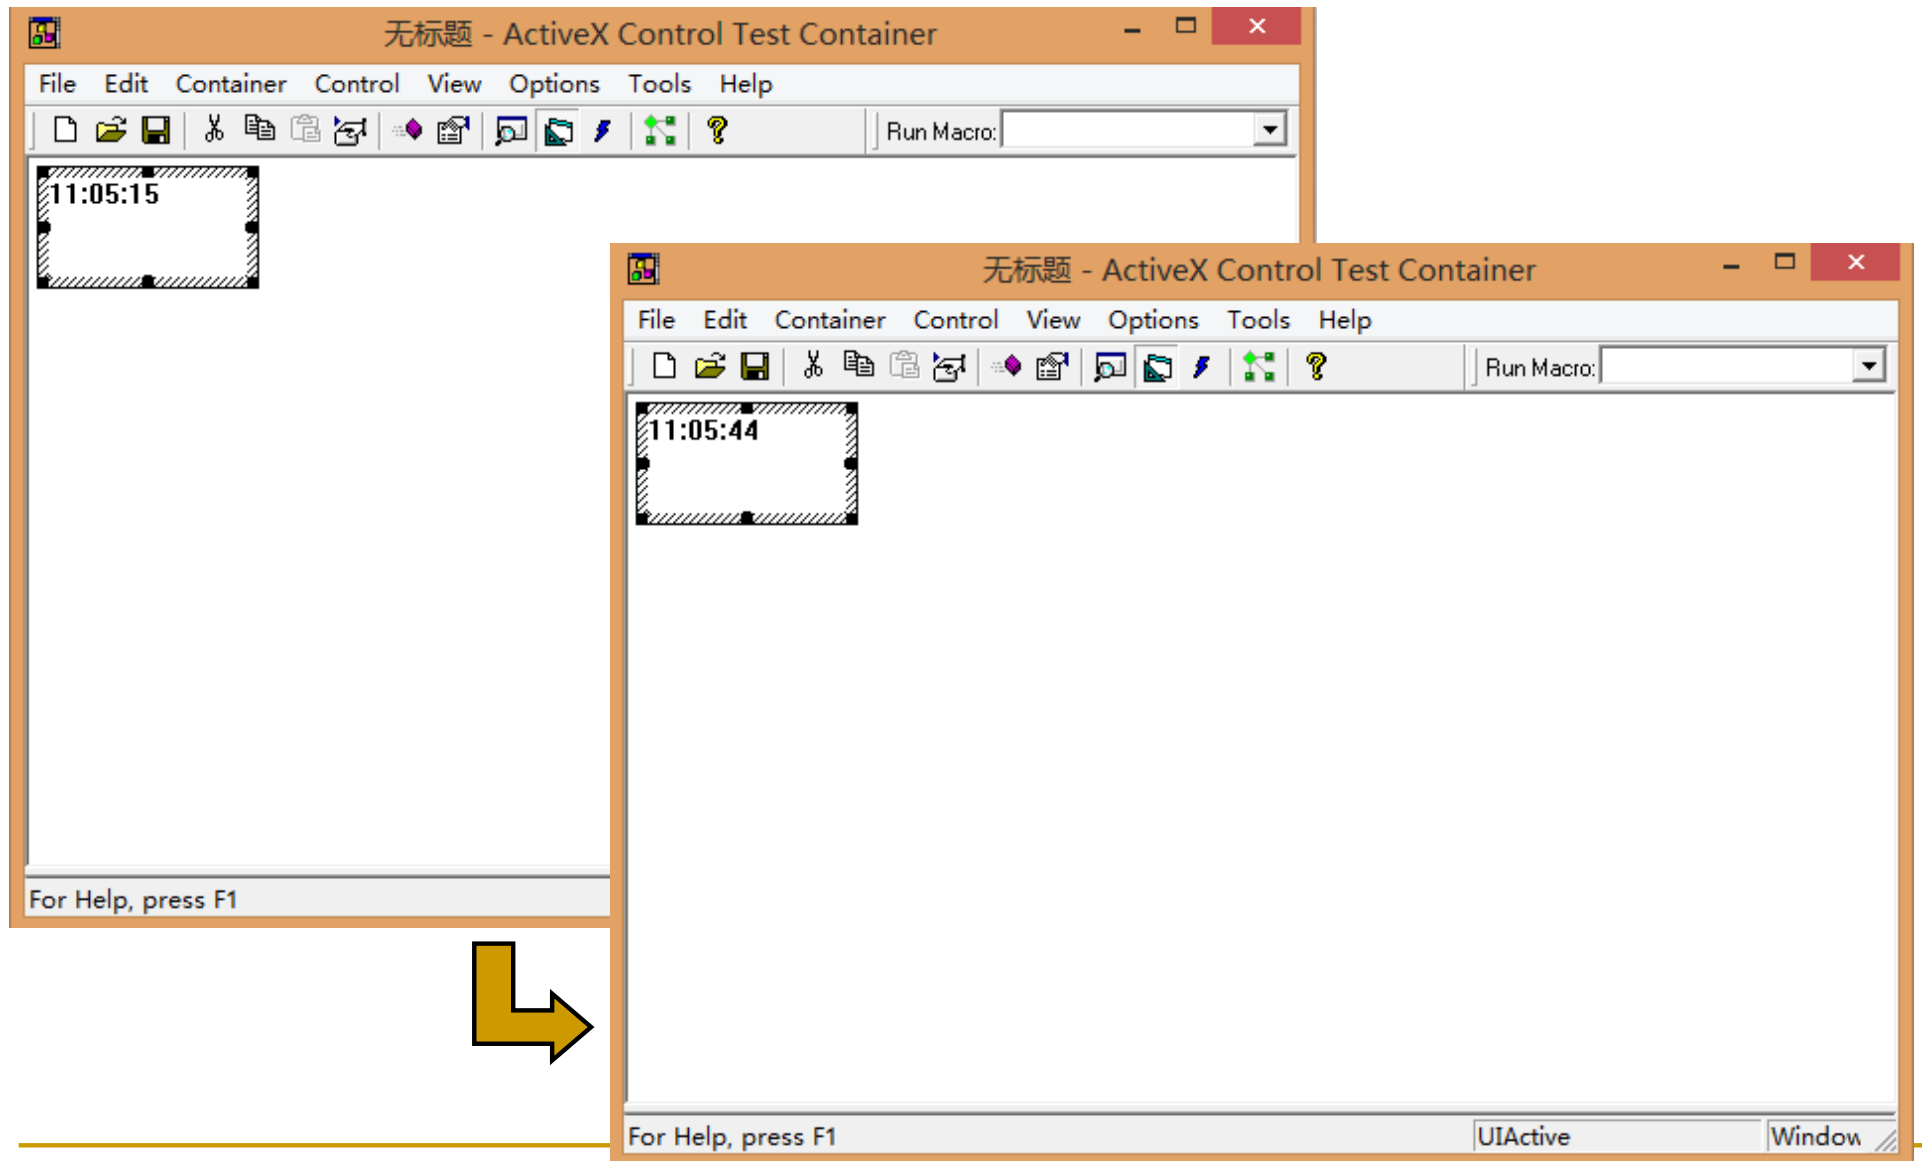 无标题 - ActiveX Control Test Container
File Edit Container Control View Options Tools Help
Run Macro:
11:05:15
For Help, press F1
无标题 - ActiveX Control Test Container
File Edit Container Control View Options Tools Help
Run Macro:
11:05:44
For Help, press F1 UIActive Window